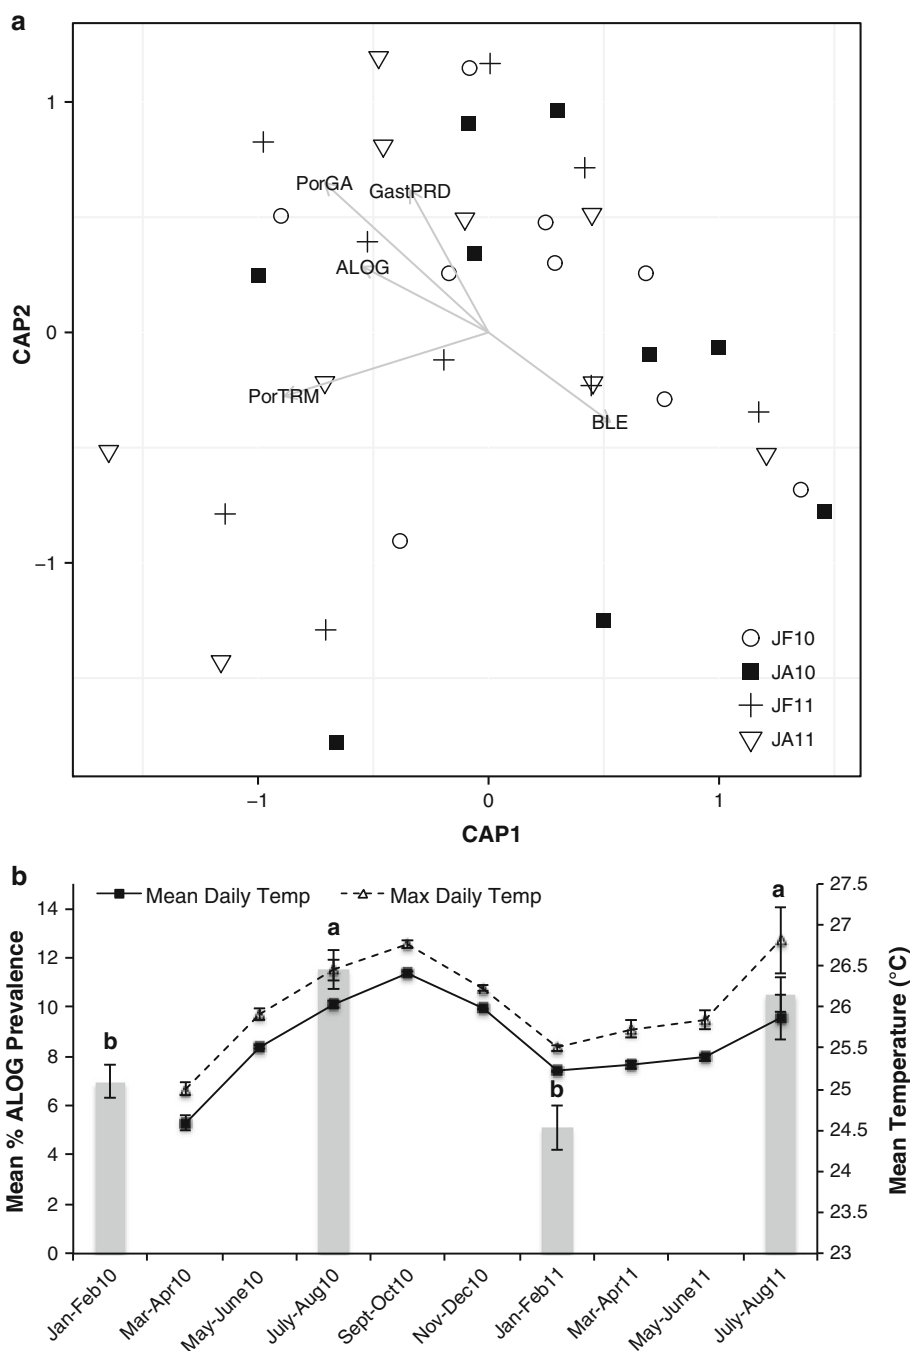 a
1
0
−1
CAP2
PorGA
GastPRD
ALOG
PorTRM
BLE
JF10
JA10
JF11
JA11
−1
0
1
CAP1
b
Mean Daily Temp
Max Daily Temp
14
12
10
8
6
4
2
0
Mean % ALOG Prevalence
b
a
b
a
27.5
27
26.5
26
25.5
25
24.5
24
23.5
23
Mean Temperature (°C)
Jan-Feb10
Mar-Apr10
May-June10
July-Aug10
Sept-Oct10
Nov-Dec10
Jan-Feb11
Mar-Apr11
May-June11
July-Aug11